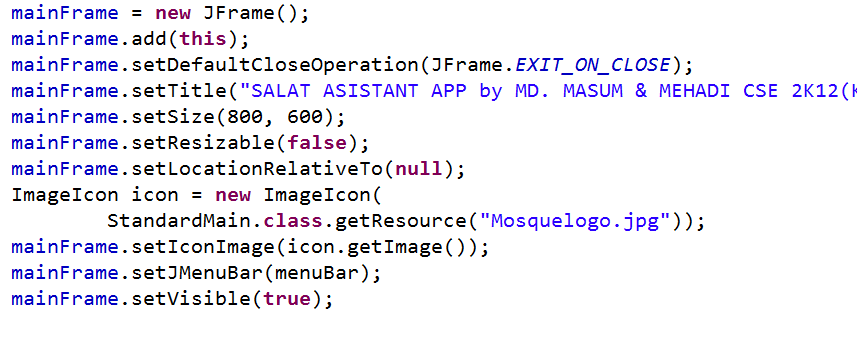 mainFrame = new JFrame();
mainFrame.add(this);
mainFrame.setDefaultCloseOperation(JFrame.EXIT_ON_CLOSE);
mainFrame.setTitle("SALAT ASISTANT APP by MD. MASUM & MEHADI CSE 2K12(
mainFrame.setSize(800, 600);
mainFrame.setResizable(false);
mainFrame.setLocationRelativeTo(null);
ImageIcon icon = new ImageIcon(
StandardMain.class.getResource("Mosquelogo.jpg"));
mainFrame.setIconImage(icon.getImage());
mainFrame.setJMenuBar(menuBar);
mainFrame.setVisible(true);